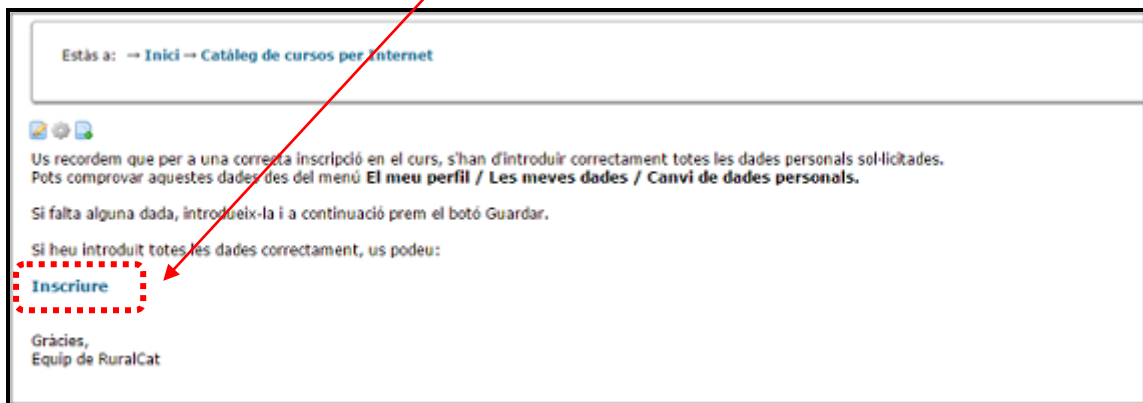 Estàs a: → Inici → Catàleg de cursos per Internet
Us recordem que per a una correcta inscripció en el curs, s'han d'introduir correctament totes les dades personals sol·licitades.
Pots comprovar aquestes dades des del menú El meu perfil / Les meves dades / Canvi de dades personals.
Si falta alguna dada, introdueix-la i a continuació prem el botó Guardar.
Si heu introduit totes les dades correctament, us podeu:
Inscriure
Gràcies,
Equip de RuralCat